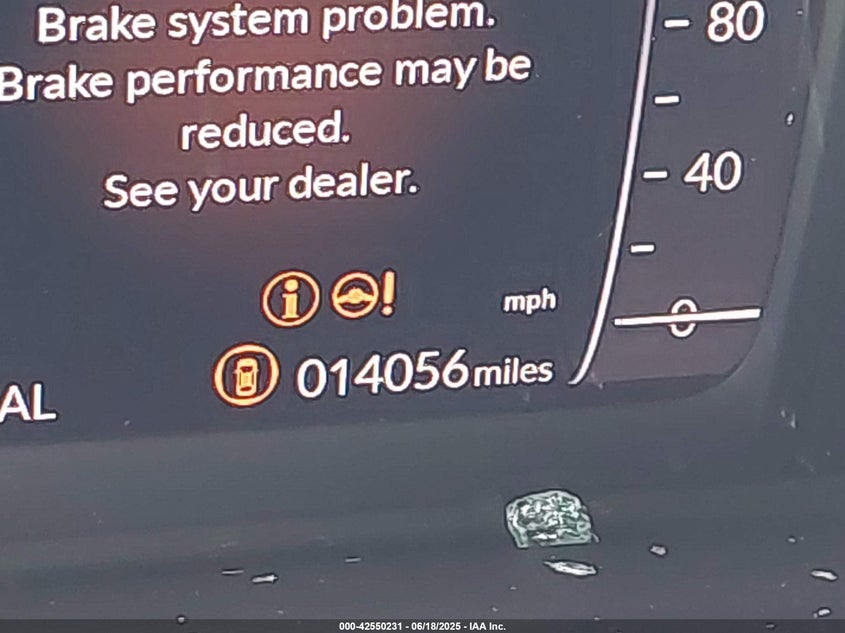 Brake system problem.
Brake performance may be
reduced.
See your dealer.
80
40
0
mph
014056 miles
AL
000-42550231 - 06/18/2025 - IAA Inc.